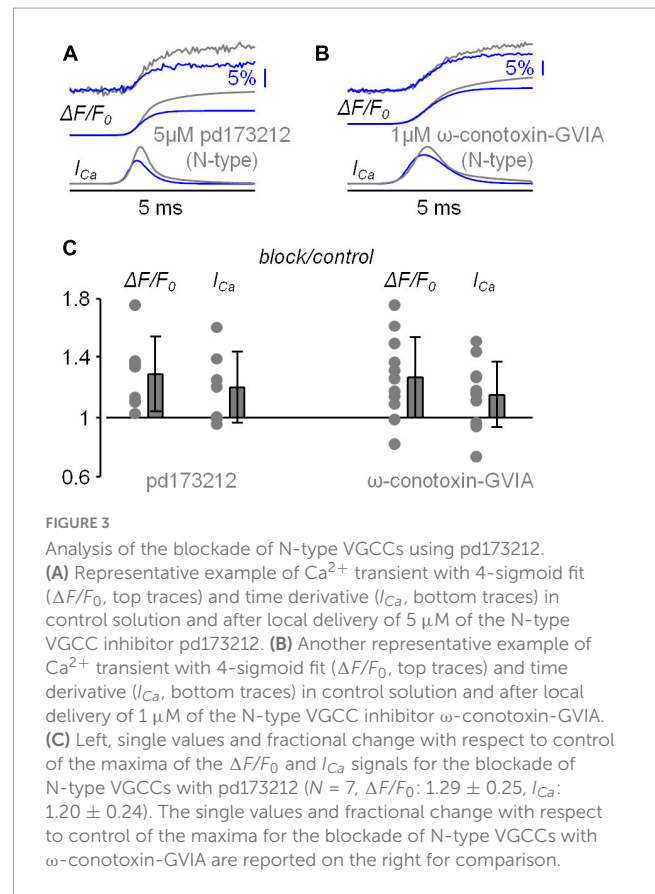 A
B
5%
5%
ΔF/F0
ΔF/F0
5µM pd173212
(N-type)
1µM ω-conotoxin-GVIA
(N-type)
ICa
ICa
5 ms
5 ms
C
block/control
ΔF/F0
ICa
ΔF/F0
ICa
1.8
1.4
1
0.6
pd173212
ω-conotoxin-GVIA
FIGURE 3
Analysis of the blockade of N-type VGCCs using pd173212.
(A) Representative example of Ca2+ transient with 4-sigmoid fit
(ΔF/F0, top traces) and time derivative (ICa, bottom traces) in
control solution and after local delivery of 5 µM of the N-type
VGCC inhibitor pd173212. (B) Another representative example of
Ca2+ transient with 4-sigmoid fit (ΔF/F0, top traces) and time
derivative (ICa, bottom traces) in control solution and after local
delivery of 1 µM of the N-type VGCC inhibitor ω-conotoxin-GVIA.
(C) Left, single values and fractional change with respect to control
of the maxima of the ΔF/F0 and ICa signals for the blockade of
N-type VGCCs with pd173212 (N = 7, ΔF/F0: 1.29 ± 0.25, ICa:
1.20 ± 0.24). The single values and fractional change with respect
to control of the maxima for the blockade of N-type VGCCs with
ω-conotoxin-GVIA are reported on the right for comparison.